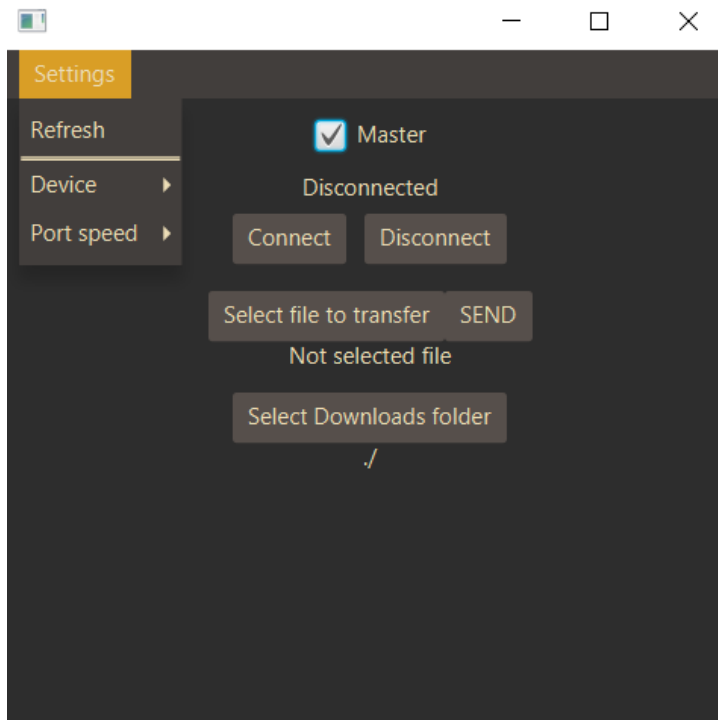 Settings
Refresh
Device
Port speed
Master
Disconnected
Connect Disconnect
Select file to transfer SEND
Not selected file
Select Downloads folder
./